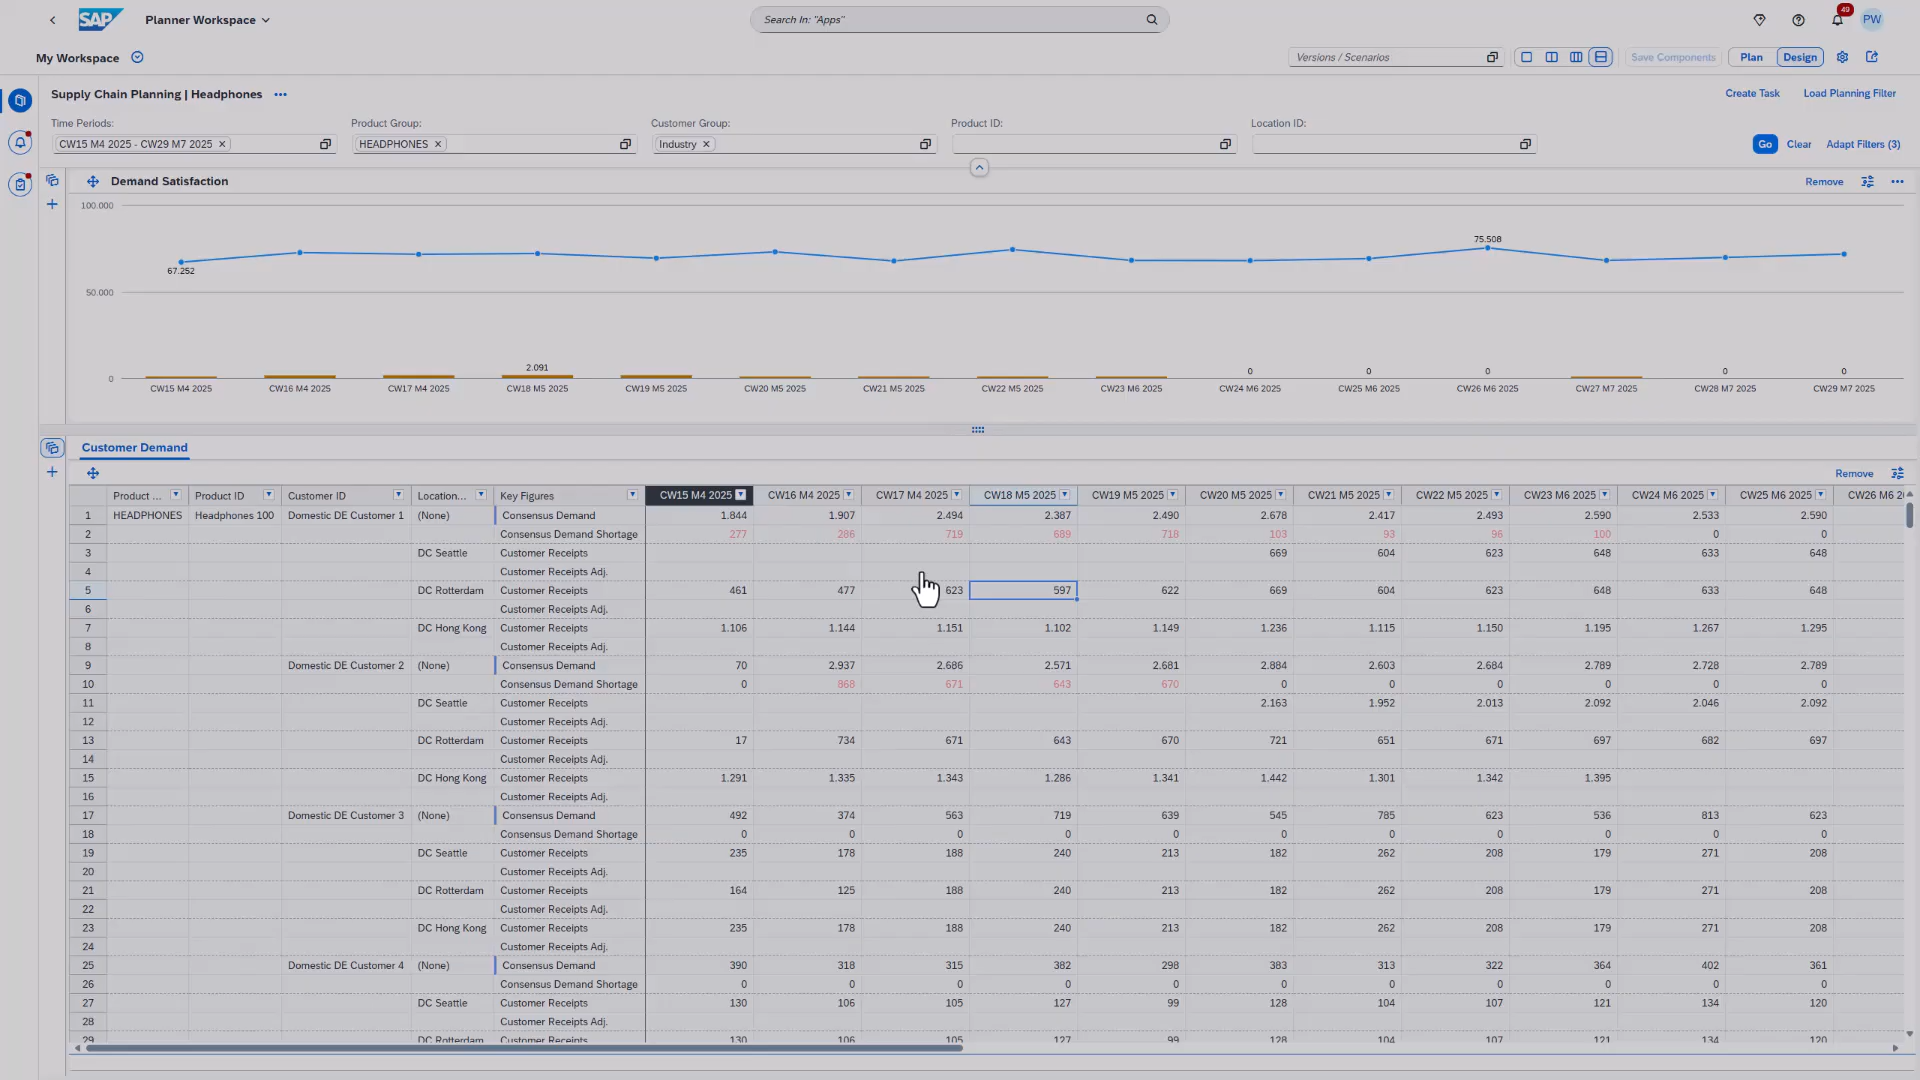 SAP Planner Workspace Search In: "Apps" 49 PW
My Workspace Versions / Scenarios Save Components Plan Design
Supply Chain Planning | Headphones ••• Create Task Load Planning Filter
Time Periods: Product Group: Customer Group: Product ID: Location ID:
CW15 M4 2025 - CW29 M7 2025 HEADPHONES Industry Go Clear Adapt Filters (3)
Demand Satisfaction Remove
100.000
75.508
67.252
50.000
2.091 0 0 0 0 0
0
CW15 M4 2025 CW16 M4 2025 CW17 M4 2025 CW18 M5 2025 CW19 M5 2025 CW20 M5 2025 CW21 M5 2025 CW22 M5 2025 CW23 M6 2025 CW24 M6 2025 CW25 M6 2025 CW26 M6 2025 CW27 M7 2025 CW28 M7 2025 CW29 M7 2025
Customer Demand
Remove
Product ... Product ID Customer ID Location... Key Figures CW15 M4 2025 CW16 M4 2025 CW17 M4 2025 CW18 M5 2025 CW19 M5 2025 CW20 M5 2025 CW21 M5 2025 CW22 M5 2025 CW23 M6 2025 CW24 M6 2025 CW25 M6 2025 CW26 M6 20
1 HEADPHONES Headphones 100 Domestic DE Customer 1 (None) Consensus Demand 1.844 1.907 2.494 2.387 2.490 2.678 2.417 2.493 2.590 2.533 2.590
2 Consensus Demand Shortage 277 286 719 689 718 103 93 96 100 0 0
3 DC Seattle Customer Receipts 669 604 623 648 633 648
4 Customer Receipts Adj.
5 DC Rotterdam Customer Receipts 461 477 623 597 622 669 604 623 648 633 648
6 Customer Receipts Adj.
7 DC Hong Kong Customer Receipts 1.106 1.144 1.151 1.102 1.149 1.236 1.115 1.150 1.195 1.267 1.295
8 Customer Receipts Adj.
9 Domestic DE Customer 2 (None) Consensus Demand 70 2.937 2.686 2.571 2.681 2.884 2.603 2.684 2.789 2.728 2.789
10 Consensus Demand Shortage 0 868 671 643 670 0 0 0 0 0 0
11 DC Seattle Customer Receipts 2.163 1.952 2.013 2.092 2.046 2.092
12 Customer Receipts Adj.
13 DC Rotterdam Customer Receipts 17 734 671 643 670 721 651 671 697 682 697
14 Customer Receipts Adj.
15 DC Hong Kong Customer Receipts 1.291 1.335 1.343 1.286 1.341 1.442 1.301 1.342 1.395
16 Customer Receipts Adj.
17 Domestic DE Customer 3 (None) Consensus Demand 492 374 563 719 639 545 785 623 536 813 623
18 Consensus Demand Shortage 0 0 0 0 0 0 0 0 0 0 0
19 DC Seattle Customer Receipts 235 178 188 240 213 182 262 208 179 271 208
20 Customer Receipts Adj.
21 DC Rotterdam Customer Receipts 164 125 188 240 213 182 262 208 179 271 208
22 Customer Receipts Adj.
23 DC Hong Kong Customer Receipts 235 178 188 240 213 182 262 208 179 271 208
24 Customer Receipts Adj.
25 Domestic DE Customer 4 (None) Consensus Demand 390 318 315 382 298 383 313 322 364 402 361
26 Consensus Demand Shortage 0 0 0 0 0 0 0 0 0 0 0
27 DC Seattle Customer Receipts 130 106 105 127 99 128 104 107 121 134 120
28 Customer Receipts Adj.
29 DC Rotterdam Customer Receipts 130 106 105 127 99 128 104 107 121 134 120